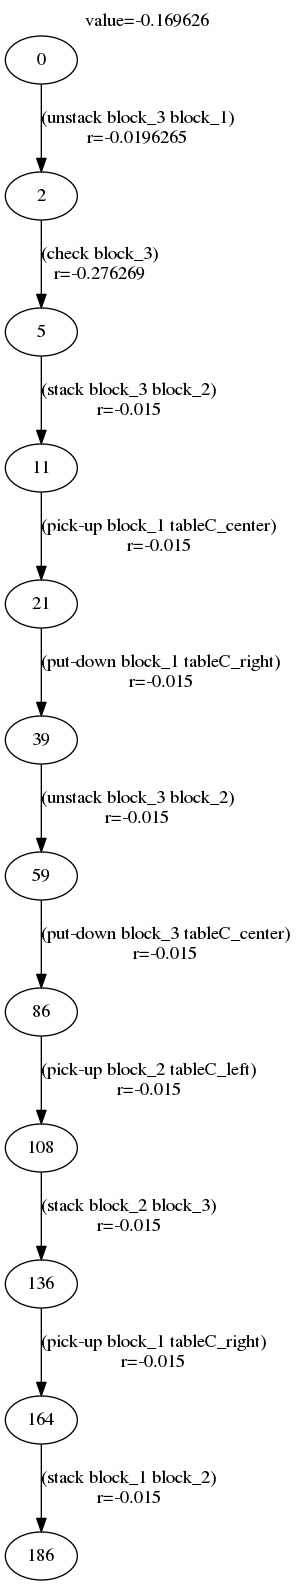 value=-0.169626
0
(unstack block_3 block_1)
r=-0.0196265
2
(check block_3)
r=-0.276269
5
(stack block_3 block_2)
r=-0.015
11
(pick-up block_1 tableC_center)
r=-0.015
21
(put-down block_1 tableC_right)
r=-0.015
39
(unstack block_3 block_2)
r=-0.015
59
(put-down block_3 tableC_center)
r=-0.015
86
(pick-up block_2 tableC_left)
r=-0.015
108
(stack block_2 block_3)
r=-0.015
136
(pick-up block_1 tableC_right)
r=-0.015
164
(stack block_1 block_2)
r=-0.015
186